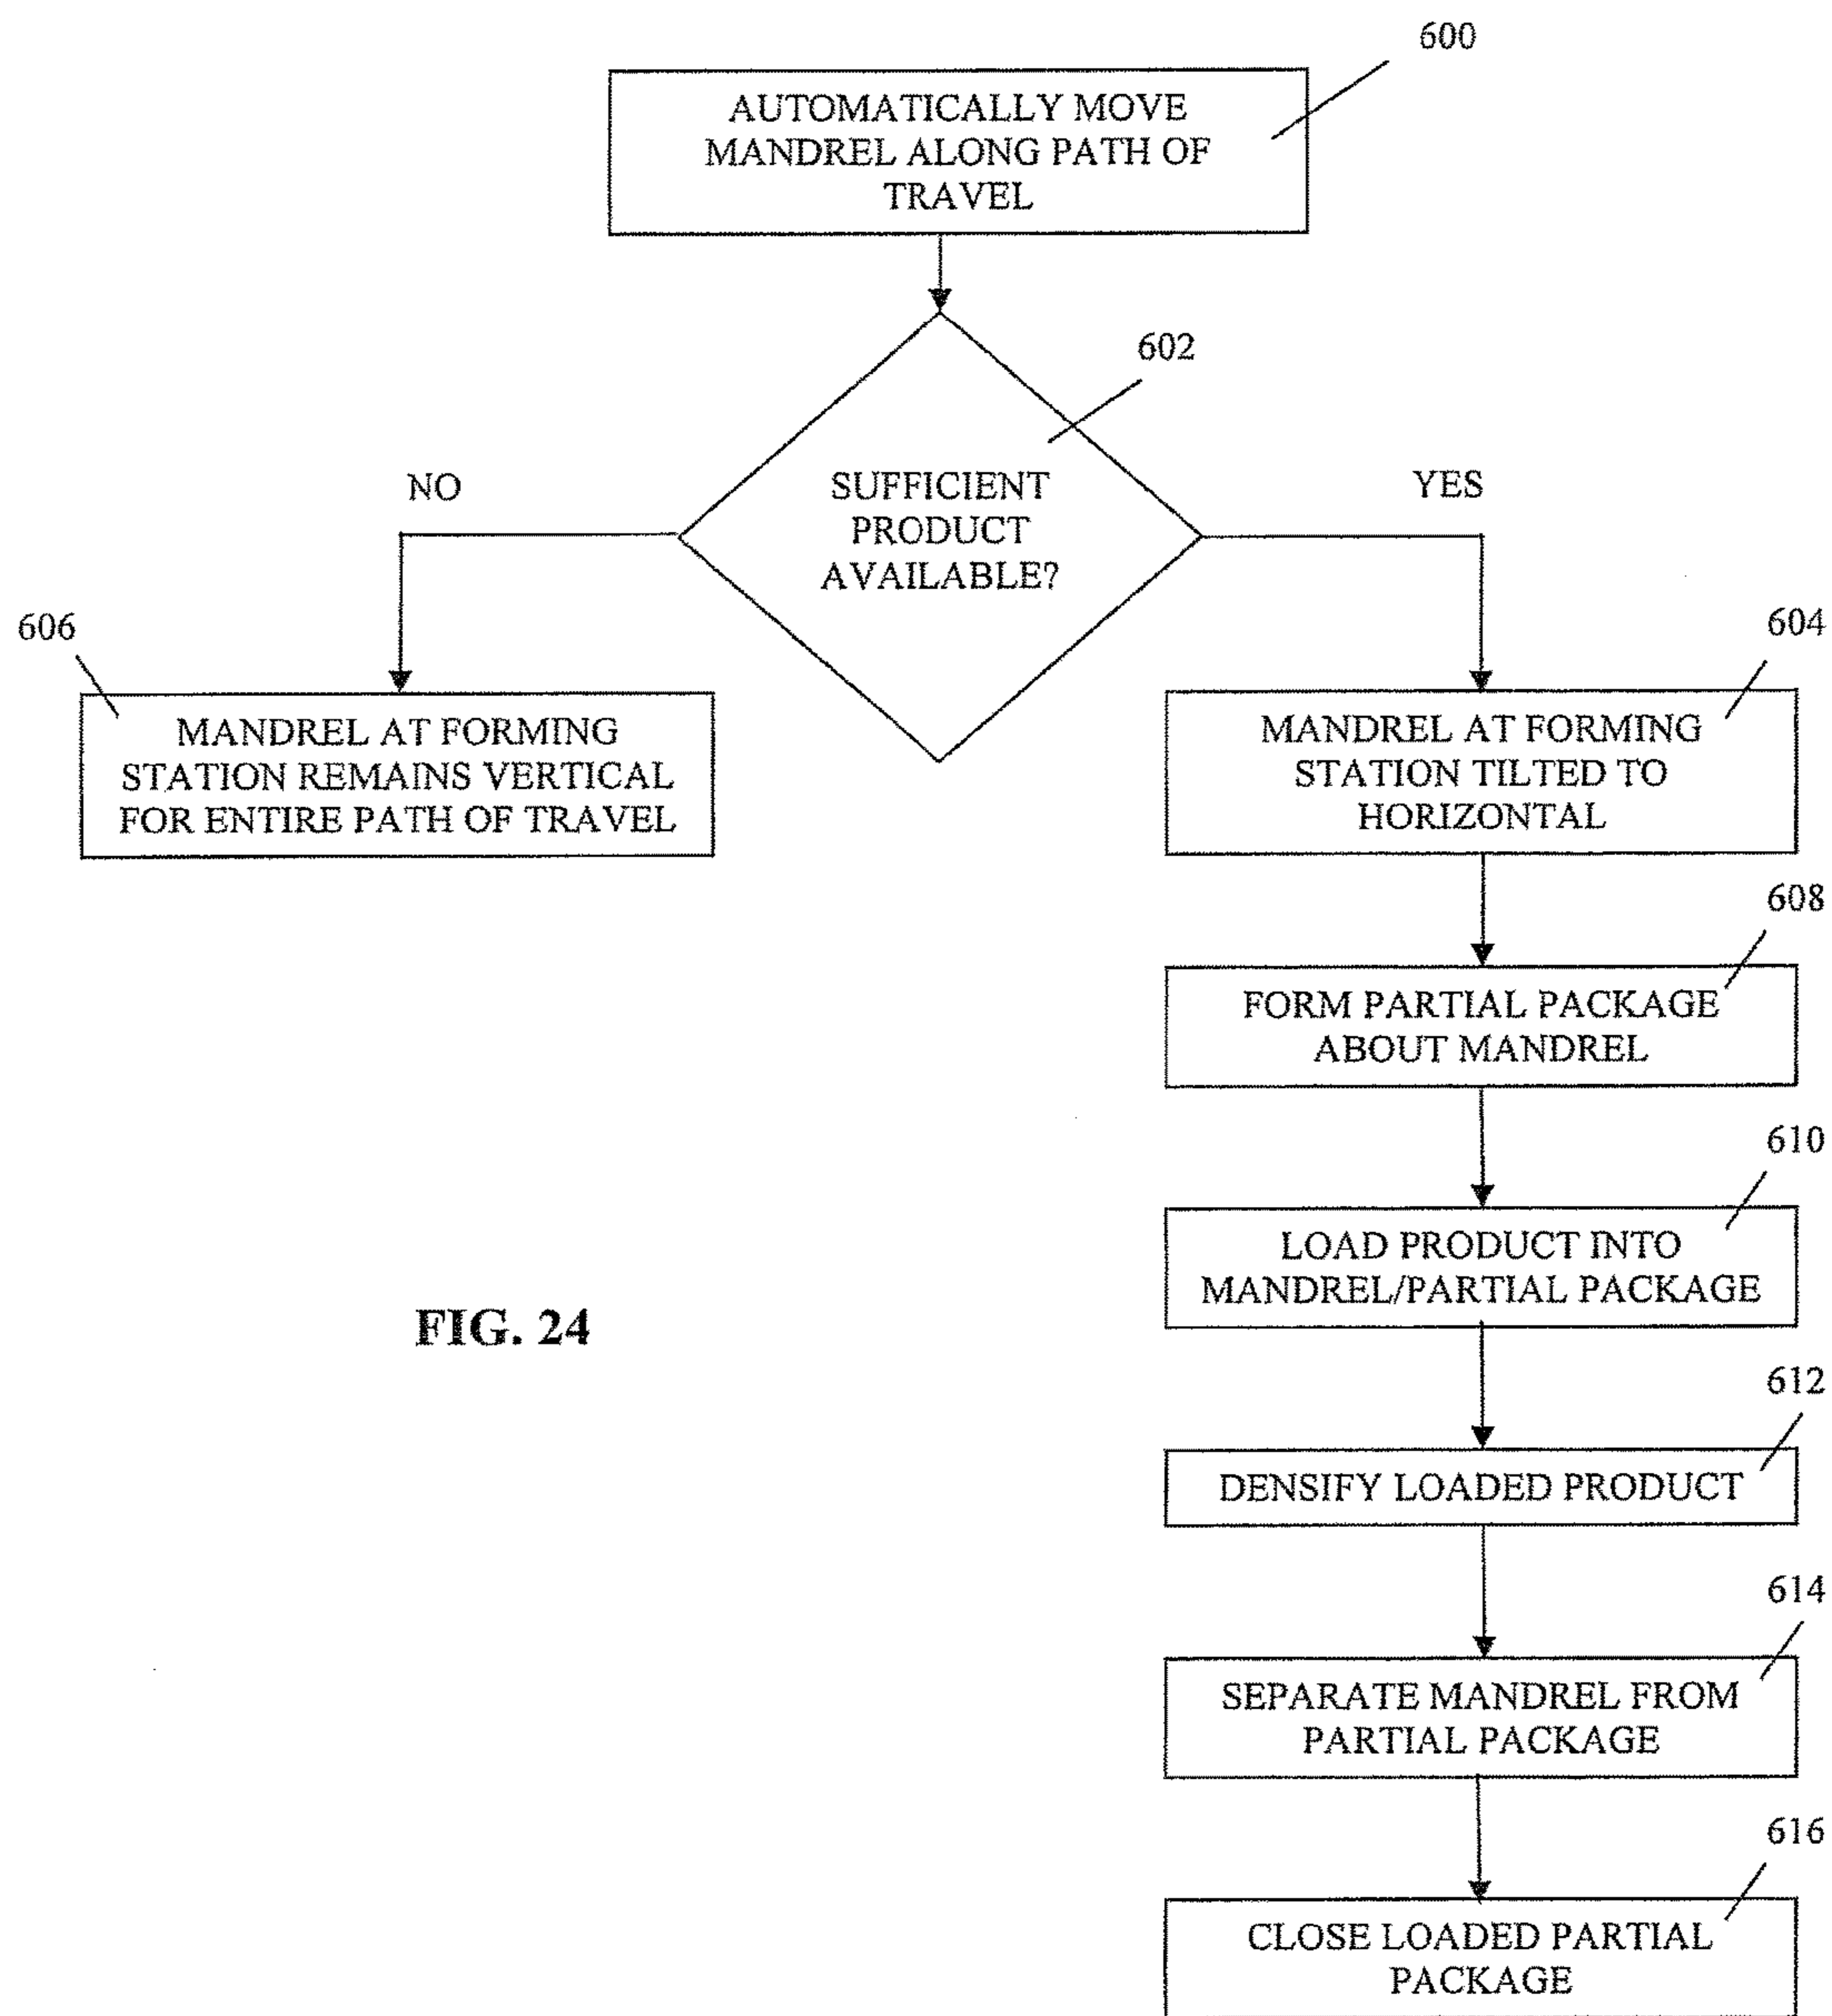 600
AUTOMATICALLY MOVE
MANDREL ALONG PATH OF
TRAVEL
602
SUFFICIENT
PRODUCT
AVAILABLE?
NO
YES
606
604
MANDREL AT FORMING
STATION REMAINS VERTICAL
FOR ENTIRE PATH OF TRAVEL
MANDREL AT FORMING
STATION TILTED TO
HORIZONTAL
608
FORM PARTIAL PACKAGE
ABOUT MANDREL
610
LOAD PRODUCT INTO
MANDREL/PARTIAL PACKAGE
FIG. 24
612
DENSIFY LOADED PRODUCT
614
SEPARATE MANDREL FROM
PARTIAL PACKAGE
616
CLOSE LOADED PARTIAL
PACKAGE